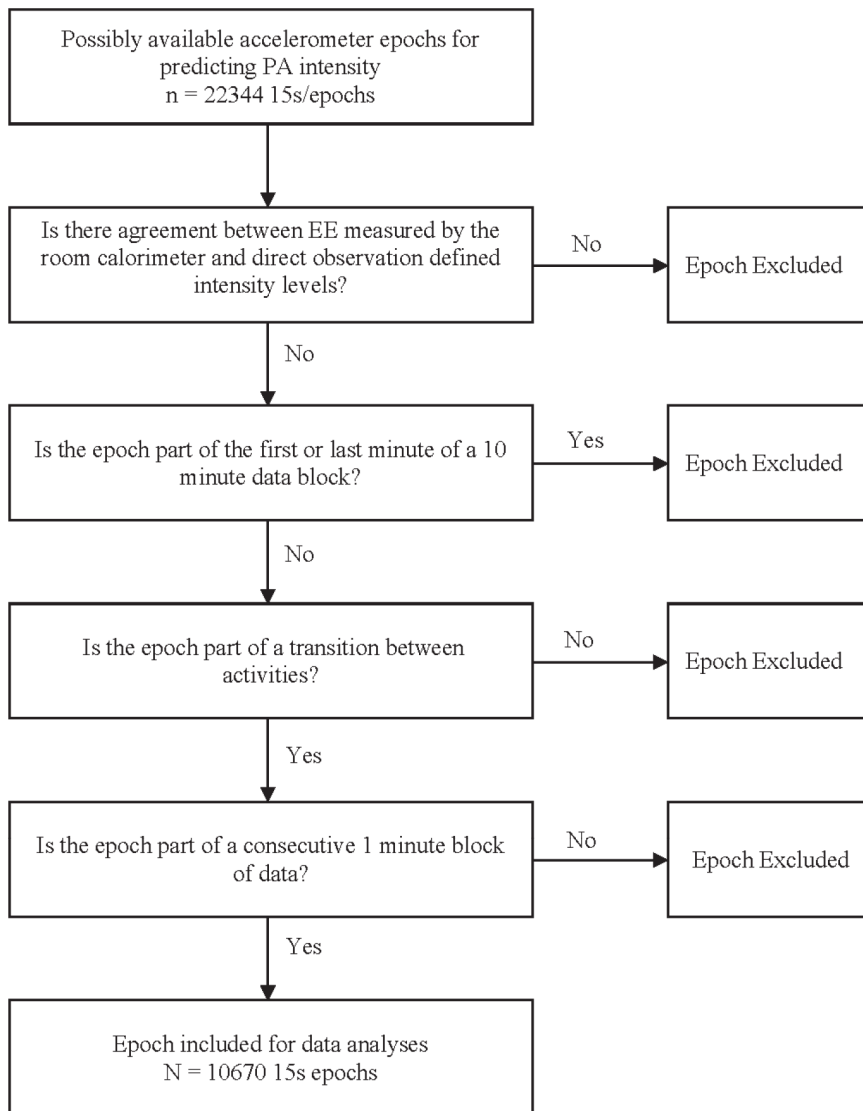 Possibly available accelerometer epochs for
predicting PA intensity
n = 22344 15s/epochs
Is there agreement between EE measured by the
room calorimeter and direct observation defined
intensity levels?
No
Epoch Excluded
No
Is the epoch part of the first or last minute of a 10
minute data block?
Yes
Epoch Excluded
No
Is the epoch part of a transition between
activities?
No
Epoch Excluded
Yes
Is the epoch part of a consecutive 1 minute block
of data?
No
Epoch Excluded
Yes
Epoch included for data analyses
N = 10670 15s epochs